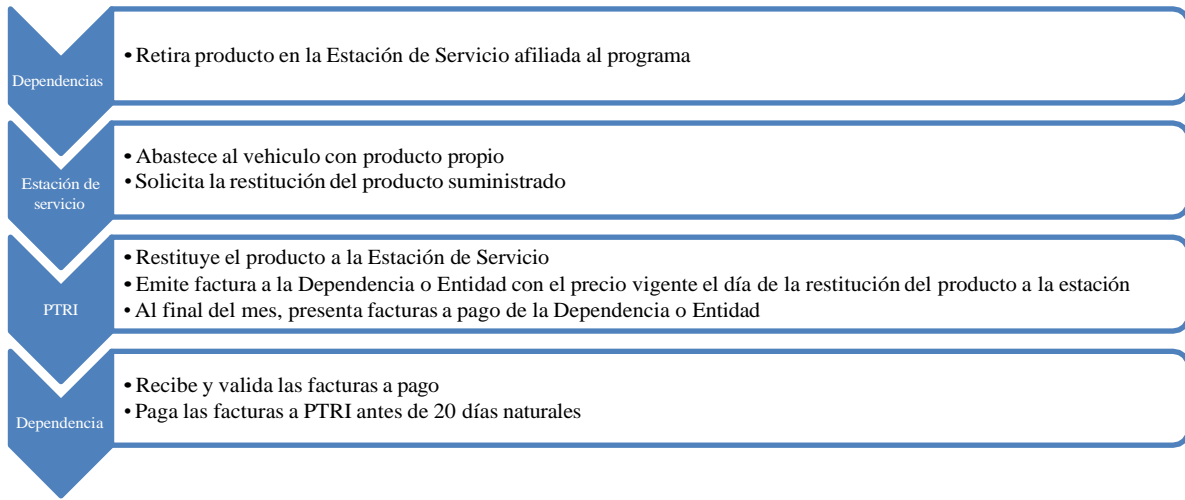 Dependencias
• Retira producto en la Estación de Servicio afiliada al programa
Estación de
servicio
• Abastece al vehiculo con producto propio
• Solicita la restitución del producto suministrado
PTRI
• Restituye el producto a la Estación de Servicio
• Emite factura a la Dependencia o Entidad con el precio vigente el día de la restitución del producto a la estación
• Al final del mes, presenta facturas a pago de la Dependencia o Entidad
Dependencia
• Recibe y valida las facturas a pago
• Paga las facturas a PTRI antes de 20 días naturales